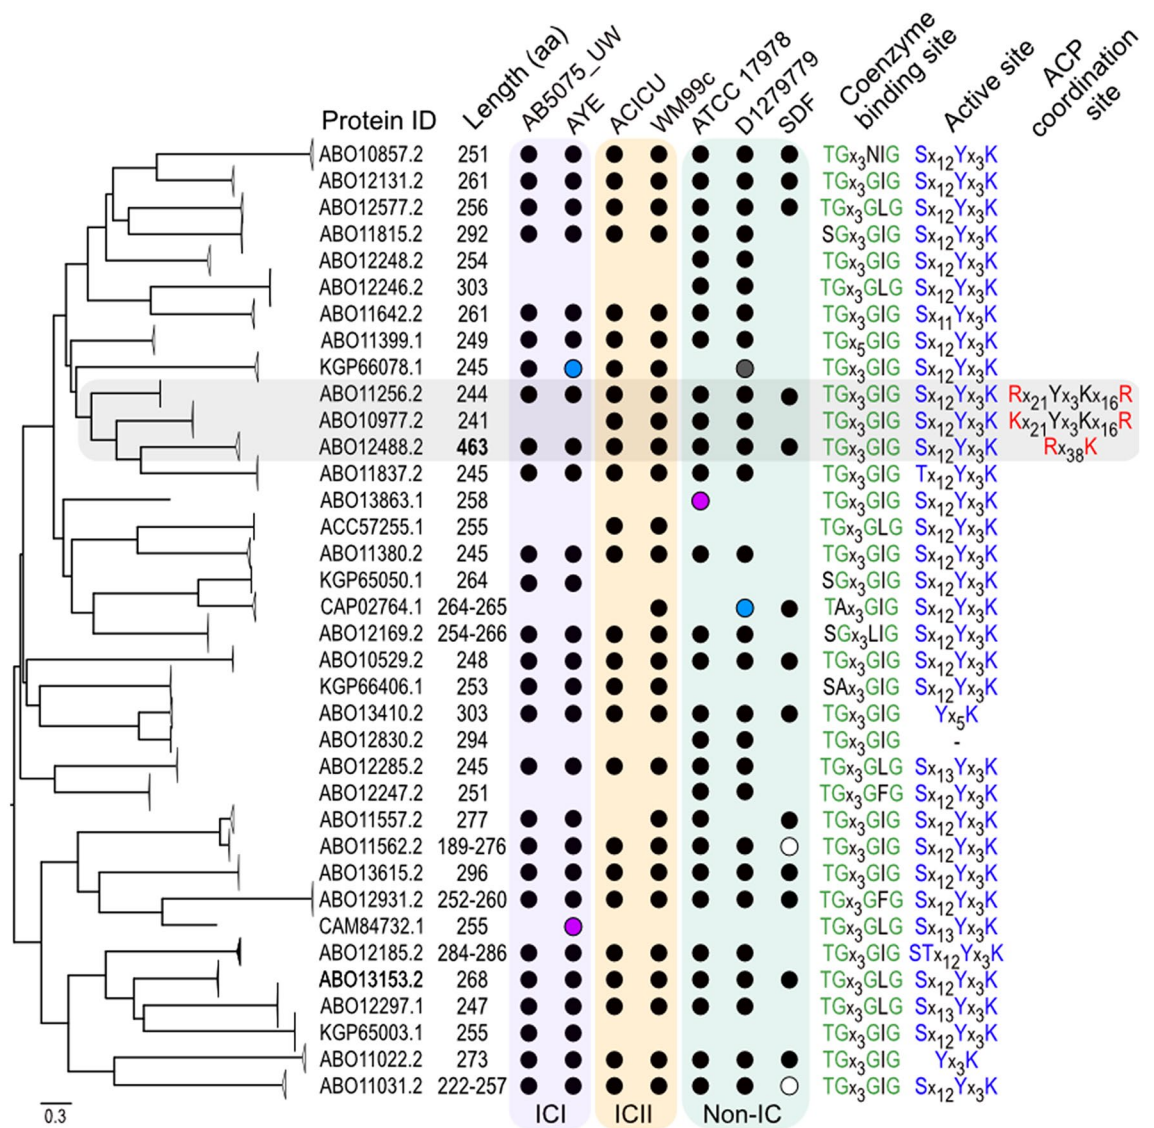 Protein ID Length (aa) AB5075_UW AYE ACICU WM99c ATCC 17978 D1279779 SDF Coenzyme binding site Active site ACP coordination site
ABO10857.2 251 TGx3NIG Sx12Yx3K
ABO12131.2 261 TGx3GIG Sx12Yx3K
ABO12577.2 256 TGx3GLG Sx12Yx3K
ABO11815.2 292 SGx3GIG Sx12Yx3K
ABO12248.2 254 TGx3GIG Sx12Yx3K
ABO12246.2 303 TGx3GLG Sx12Yx3K
ABO11642.2 261 TGx3GIG Sx11Yx3K
ABO11399.1 249 TGx5GIG Sx12Yx3K
KGP66078.1 245 TGx3GIG Sx12Yx3K
ABO11256.2 244 TGx3GIG Sx12Yx3K Rx21Yx3Kx16R
ABO10977.2 241 TGx3GIG Sx12Yx3K Kx21Yx3Kx16R
ABO12488.2 463 TGx3GIG Sx12Yx3K Rx38K
ABO11837.2 245 TGx3GIG Tx12Yx3K
ABO13863.1 258 TGx3GIG Sx12Yx3K
ACC57255.1 255 TGx3GLG Sx12Yx3K
ABO11380.2 245 TGx3GIG Sx12Yx3K
KGP65050.1 264 SGx3GIG Sx12Yx3K
CAP02764.1 264-265 TAx3GIG Sx12Yx3K
ABO12169.2 254-266 SGx3LIG Sx12Yx3K
ABO10529.2 248 TGx3GIG Sx12Yx3K
KGP66406.1 253 SAx3GIG Sx12Yx3K
ABO13410.2 303 TGx3GIG Yx5K
ABO12830.2 294 TGx3GIG -
ABO12285.2 245 TGx3GLG Sx13Yx3K
ABO12247.2 251 TGx3GFG Sx12Yx3K
ABO11557.2 277 TGx3GIG Sx12Yx3K
ABO11562.2 189-276 TGx3GIG Sx12Yx3K
ABO13615.2 296 TGx3GIG Sx12Yx3K
ABO12931.2 252-260 TGx3GFG Sx12Yx3K
CAM84732.1 255 TGx3GLG Sx13Yx3K
ABO12185.2 284-286 TGx3GIG STx12Yx3K
ABO13153.2 268 TGx3GLG Sx12Yx3K
ABO12297.1 247 TGx3GLG Sx13Yx3K
KGP65003.1 255 TGx3GIG Sx12Yx3K
ABO11022.2 273 TGx3GIG Yx3K
ABO11031.2 222-257 TGx3GIG Sx12Yx3K
0.3 ICI ICII Non-IC